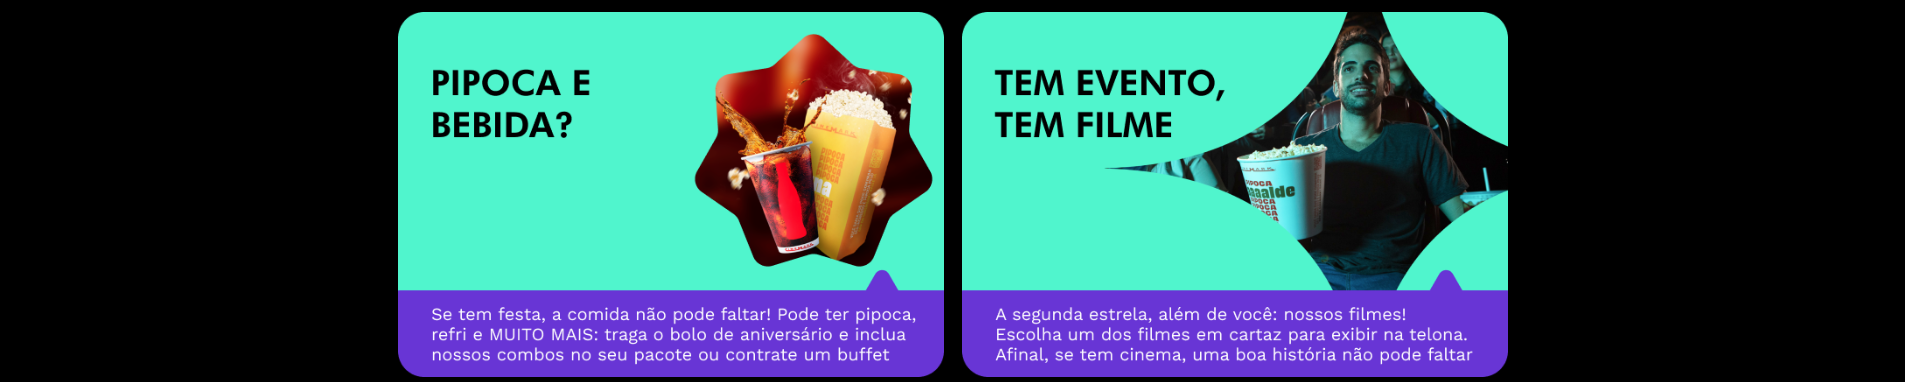 PIPOCA E
BEBIDA?
Se tem festa, a comida não pode faltar! Pode ter pipoca,
refri e MUITO MAIS: traga o bolo de aniversário e inclua
nossos combos no seu pacote ou contrate um buffet
TEM EVENTO,
TEM FILME
PIPOCA
A segunda estrela, além de você: nossos filmes!
Escolha um dos filmes em cartaz para exibir na telona.
Afinal, se tem cinema, uma boa história não pode faltar